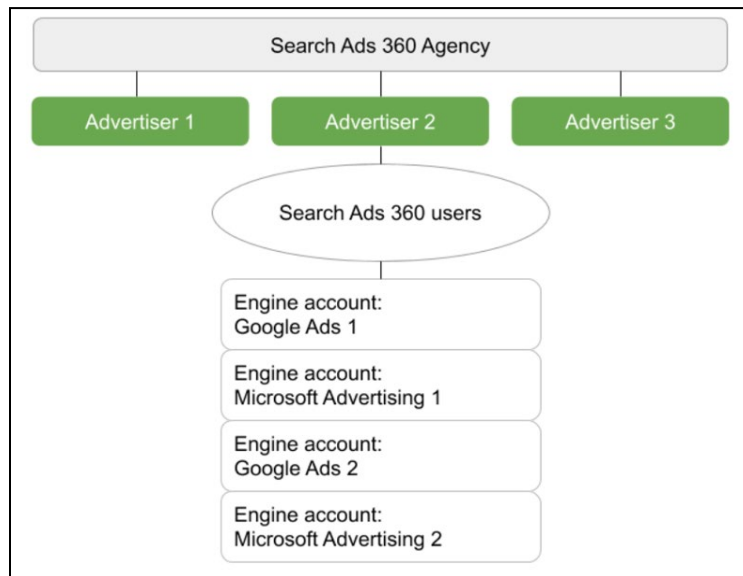 Search Ads 360 Agency
Advertiser 1
Advertiser 2
Advertiser 3
Search Ads 360 users
Engine account:
Google Ads 1
Engine account:
Microsoft Advertising 1
Engine account:
Google Ads 2
Engine account:
Microsoft Advertising 2